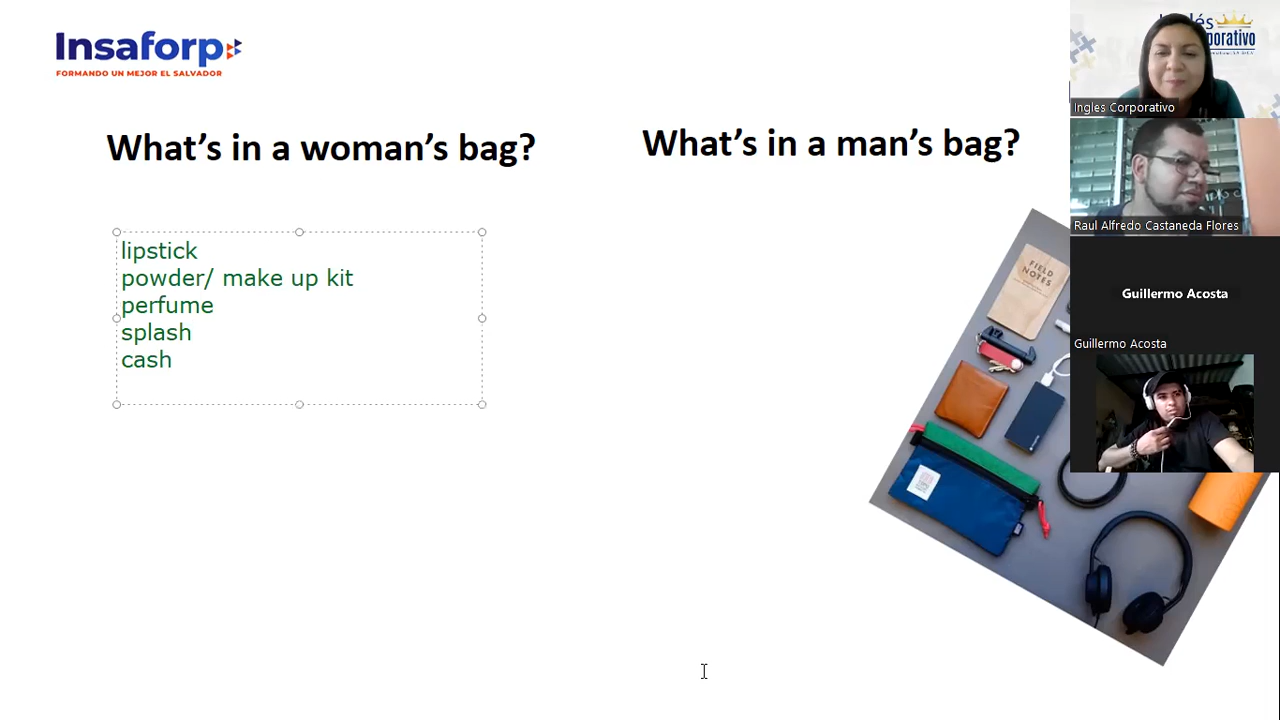 Insaforp
FORMANDO UN MEJOR EL SALVADOR
What's in a woman's bag?
What's in a man's bag?
lipstick
powder/ make up kit
perfume
splash
cash
FIELD
NOTES
Ingles Corporativo
Raul Alfredo Castaneda Flores
Guillermo Acosta
Guillermo Acosta